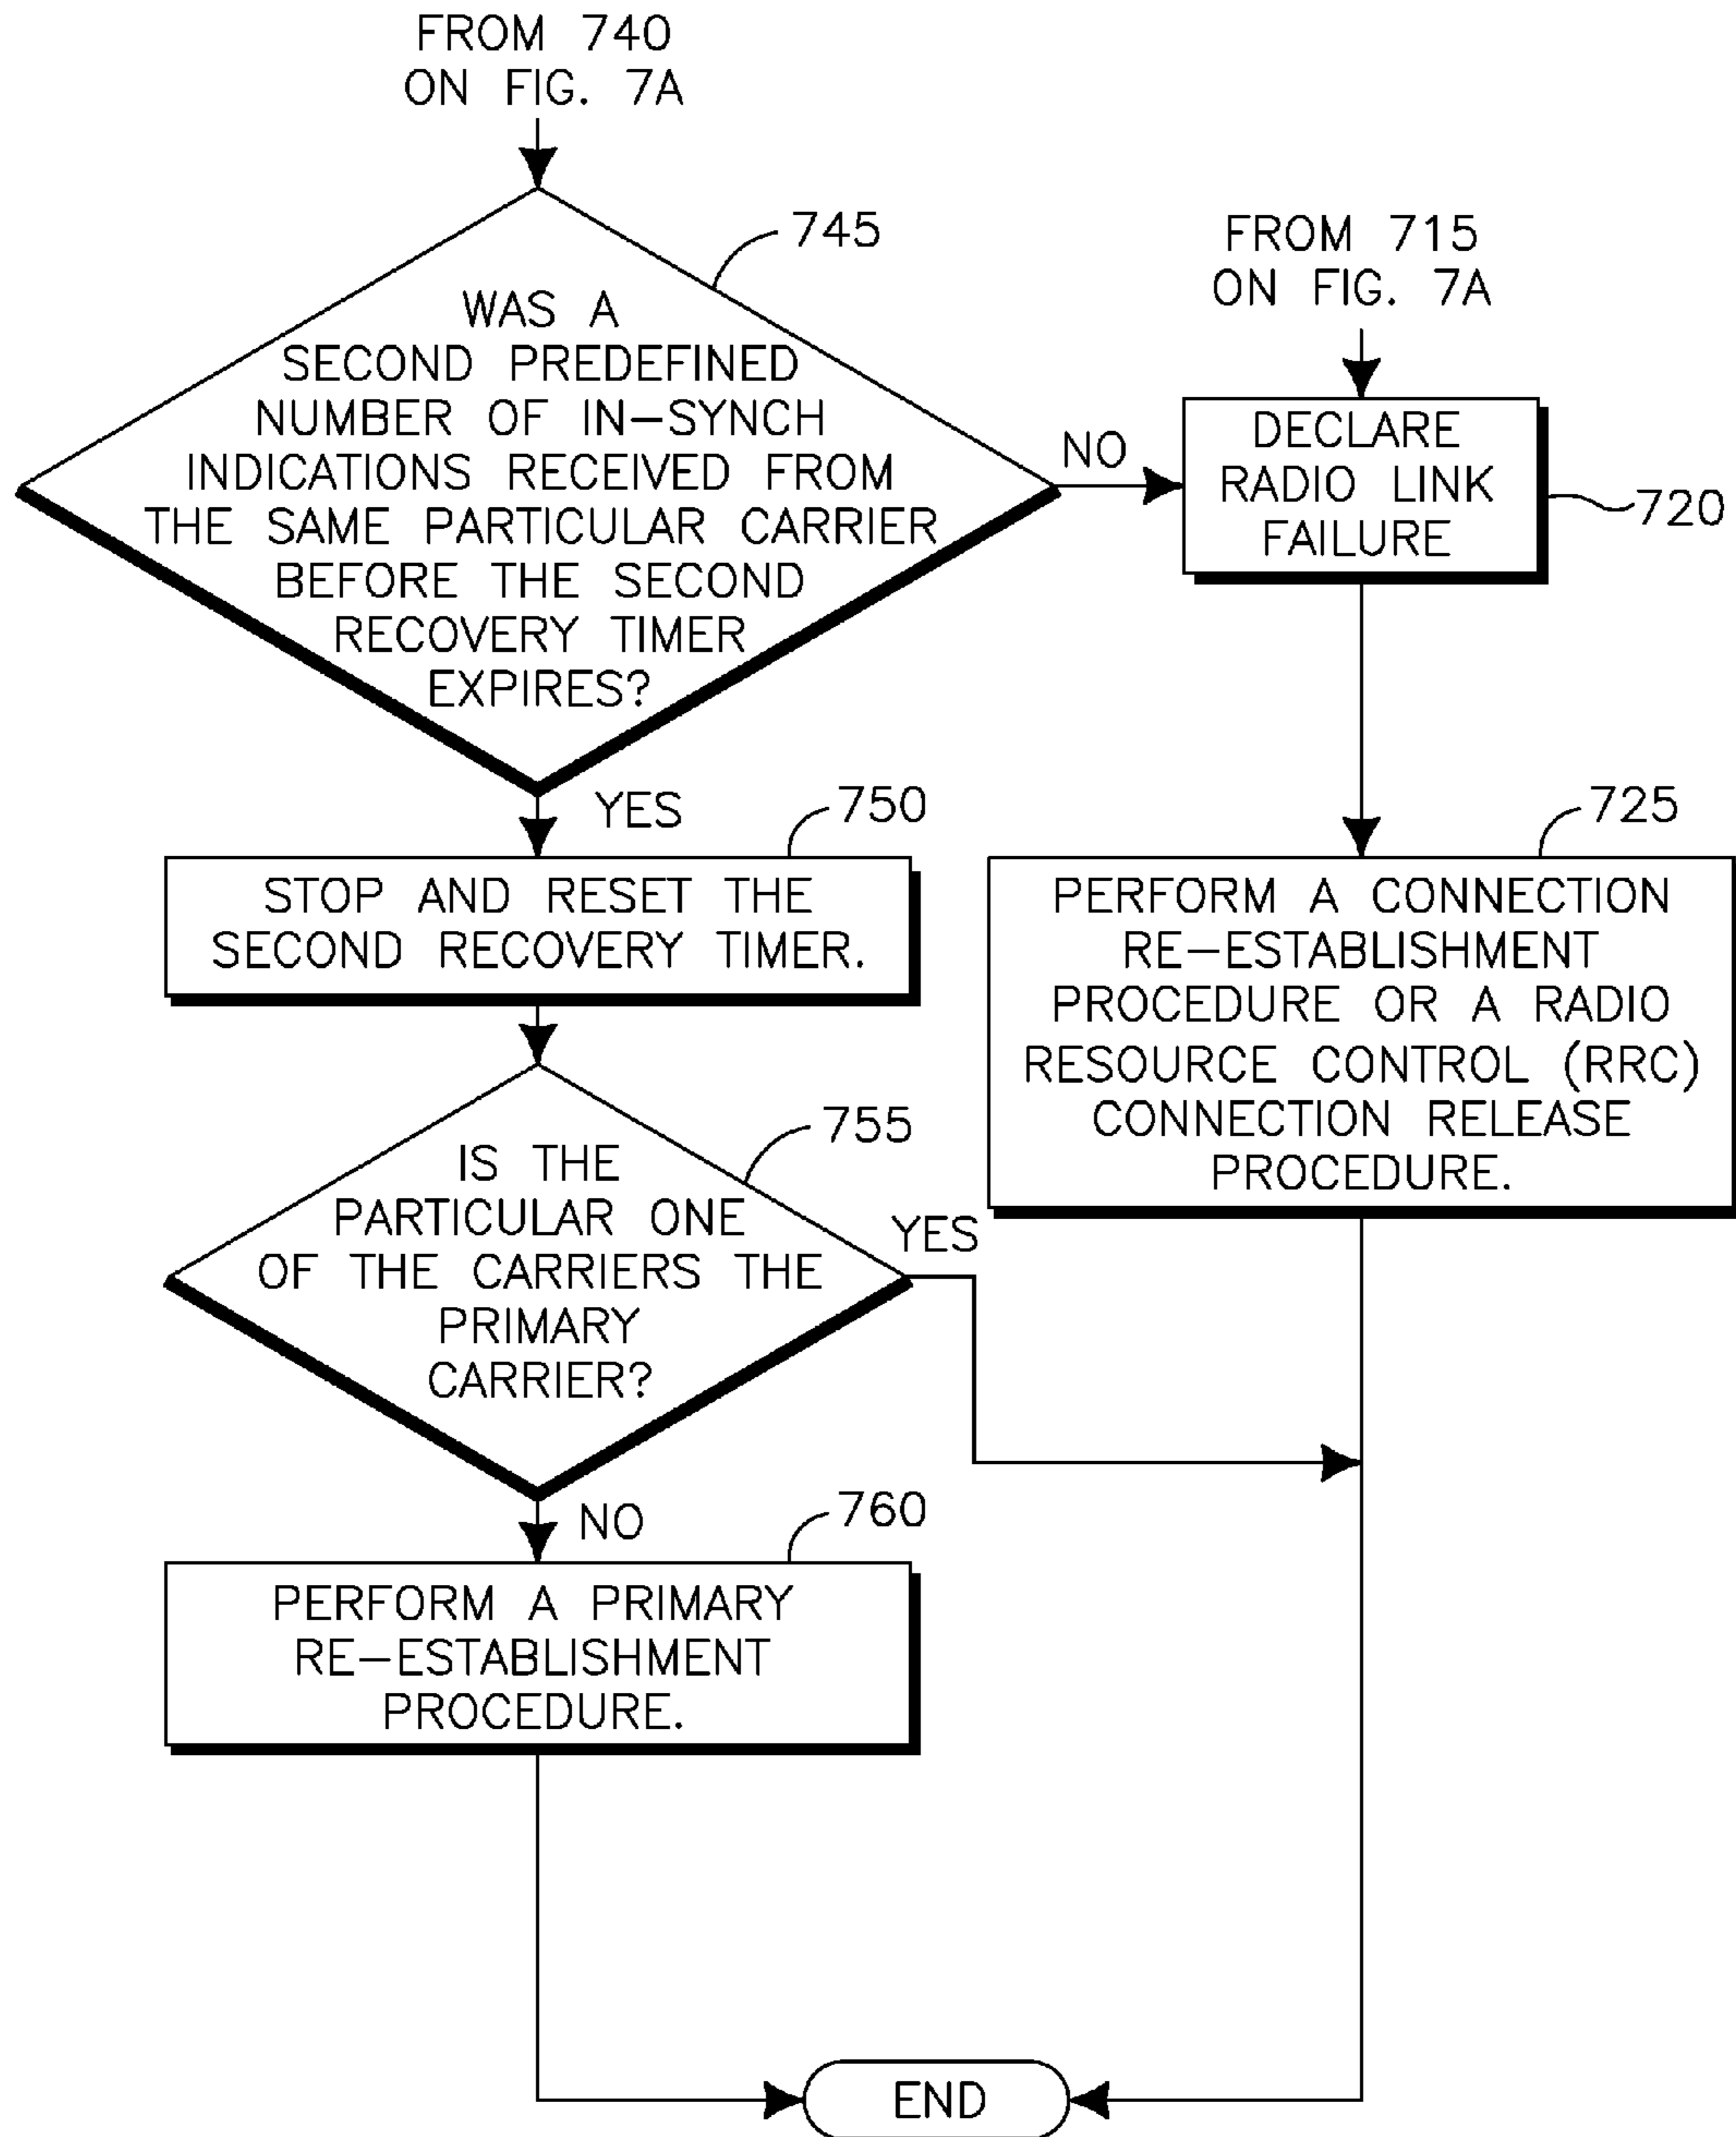 FROM 740
ON FIG. 7A
745
WAS A
SECOND PREDEFINED
NUMBER OF IN-SYNCH
INDICATIONS RECEIVED FROM
THE SAME PARTICULAR CARRIER
BEFORE THE SECOND
RECOVERY TIMER
EXPIRES?
NO
FROM 715
ON FIG. 7A
DECLARE
RADIO LINK
FAILURE
720
YES
750
STOP AND RESET THE
SECOND RECOVERY TIMER.
725
PERFORM A CONNECTION
RE-ESTABLISHMENT
PROCEDURE OR A RADIO
RESOURCE CONTROL (RRC)
CONNECTION RELEASE
PROCEDURE.
755
IS THE
PARTICULAR ONE
OF THE CARRIERS THE
PRIMARY
CARRIER?
YES
NO
760
PERFORM A PRIMARY
RE-ESTABLISHMENT
PROCEDURE.
END